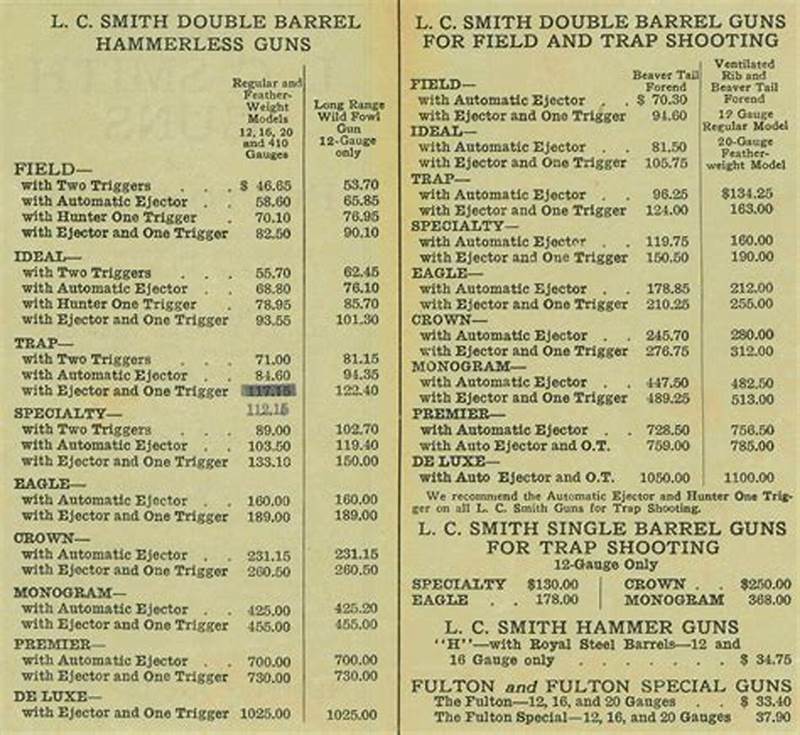 L. C. SMITH DOUBLE BARREL
HAMMERLESS GUNS
Regular and
Feather-
Weight
Models
12, 16, 20
and 410
Gauges
Long Range
Wild Fowl
Gun
12-Gauge
only
FIELD—
with Two Triggers . . . $ 46.65 53.70
with Automatic Ejector . . 58.60 65.85
with Hunter One Trigger . 70.10 76.95
with Ejector and One Trigger 82.50 90.10
IDEAL—
with Two Triggers . . . 55.70 62.45
with Automatic Ejector . . 68.80 76.10
with Hunter One Trigger . 78.95 85.70
with Ejector and One Trigger 93.55 101.30
TRAP—
with Two Triggers . . . 71.00 81.15
with Automatic Ejector . . 84.60 94.35
with Ejector and One Trigger 117.15 122.40
112.15
SPECIALTY—
with Two Triggers . . . 89.00 102.70
with Automatic Ejector . . 103.50 119.40
with Ejector and One Trigger 133.10 150.00
EAGLE—
with Automatic Ejector . . 160.00 160.00
with Ejector and One Trigger 189.00 189.00
CROWN—
with Automatic Ejector . . 231.15 231.15
with Ejector and One Trigger 260.50 260.50
MONOGRAM—
with Automatic Ejector . . 425.00 425.20
with Ejector and One Trigger 455.00 455.00
PREMIER—
with Automatic Ejector . . 700.00 700.00
with Ejector and One Trigger 730.00 730.00
DE LUXE—
with Ejector and One Trigger 1025.00 1025.00
L. C. SMITH DOUBLE BARREL GUNS
FOR FIELD AND TRAP SHOOTING
Beaver Tail
Forend
Ventilated
Rib and
Beaver Tail
Forend
12 Gauge
Regular Model
20-Gauge
Feather-
weight Model
FIELD—
with Automatic Ejector . . $ 70.30
with Ejector and One Trigger 94.60
IDEAL—
with Automatic Ejector . . 81.50
with Ejector and One Trigger 105.75
TRAP—
with Automatic Ejector . . 96.25 $134.25
with Ejector and One Trigger 124.00 163.00
SPECIALTY—
with Automatic Ejector . . 119.75 160.00
with Ejector and One Trigger 150.50 190.00
EAGLE—
with Automatic Ejector . . 178.85 212.00
with Ejector and One Trigger 210.25 255.00
CROWN—
with Automatic Ejector . . 245.70 280.00
with Ejector and One Trigger 276.75 312.00
MONOGRAM—
with Automatic Ejector . . 447.50 482.50
with Ejector and One Trigger 489.25 513.00
PREMIER—
with Automatic Ejector . . 728.50 756.50
with Auto Ejector and O.T. 759.00 785.00
DE LUXE—
with Auto Ejector and O.T. 1050.00 1100.00
We recommend the Automatic Ejector and Hunter One Trig-
ger on all L. C. Smith Guns for Trap Shooting.
L. C. SMITH SINGLE BARREL GUNS
FOR TRAP SHOOTING
12-Gauge Only
SPECIALTY $130.00 CROWN . . $250.00
EAGLE . . 178.00 MONOGRAM 368.00
L. C. SMITH HAMMER GUNS
"H"—with Royal Steel Barrels—12 and
16 Gauge only . . . . . . . $ 34.75
FULTON and FULTON SPECIAL GUNS
The Fulton—12, 16, and 20 Gauges . . $ 33.40
The Fulton Special—12, 16, and 20 Gauges 37.90